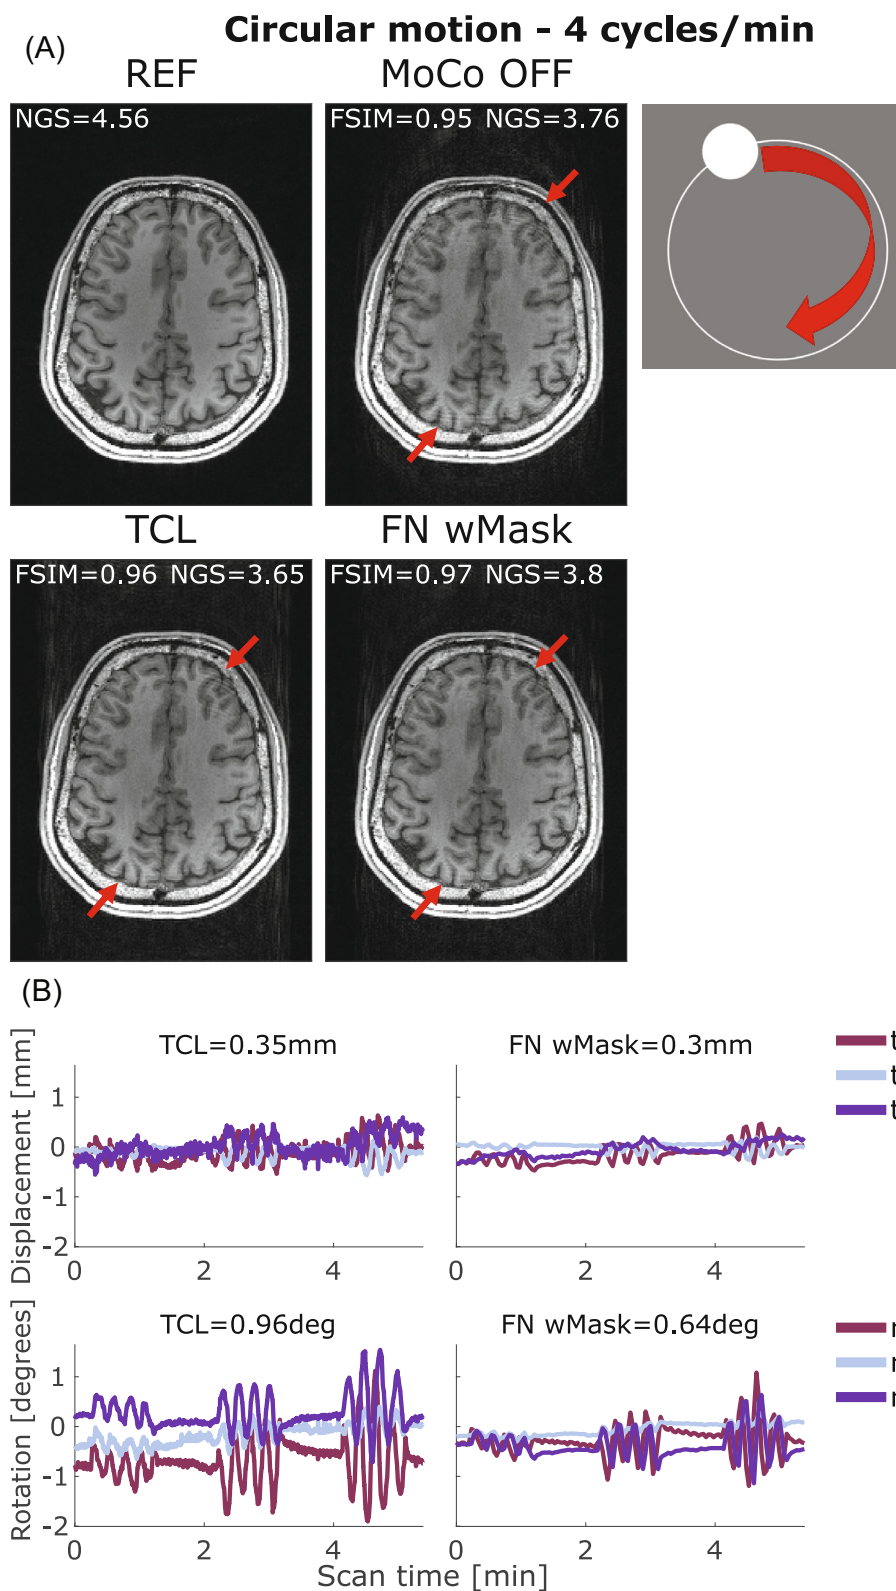 Circular motion - 4 cycles/min
(A)
REF
MoCo OFF
NGS=4.56
FSIM=0.95 NGS=3.76
TCL
FN wMask
FSIM=0.96 NGS=3.65
FSIM=0.97 NGS=3.8
(B)
TCL=0.35mm
FN wMask=0.3mm
t
t
t
Displacement [mm]
1
0
-1
-2
0
2
4
0
2
4
TCL=0.96deg
FN wMask=0.64deg
r
r
r
Rotation [degrees]
1
0
-1
-2
0
2
4
0
2
4
Scan time [min]